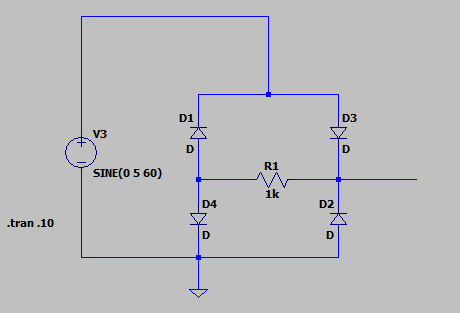 D1
D3
V3
D
D
R1
SINE(0 5 60)
1k
D4
D2
.tran .10
D
D